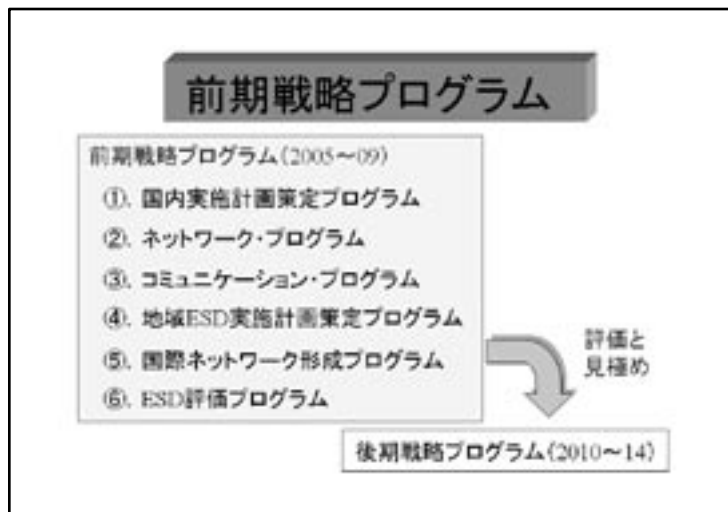 前期戦略プログラム
前期戦略プログラム(2005～09)
①. 国内実施計画策定プログラム
②. ネットワーク・プログラム
③. コミュニケーション・プログラム
④. 地域ESD実施計画策定プログラム
⑤. 国際ネットワーク形成プログラム
⑥. ESD評価プログラム
評価と
見極め
後期戦略プログラム(2010～14)